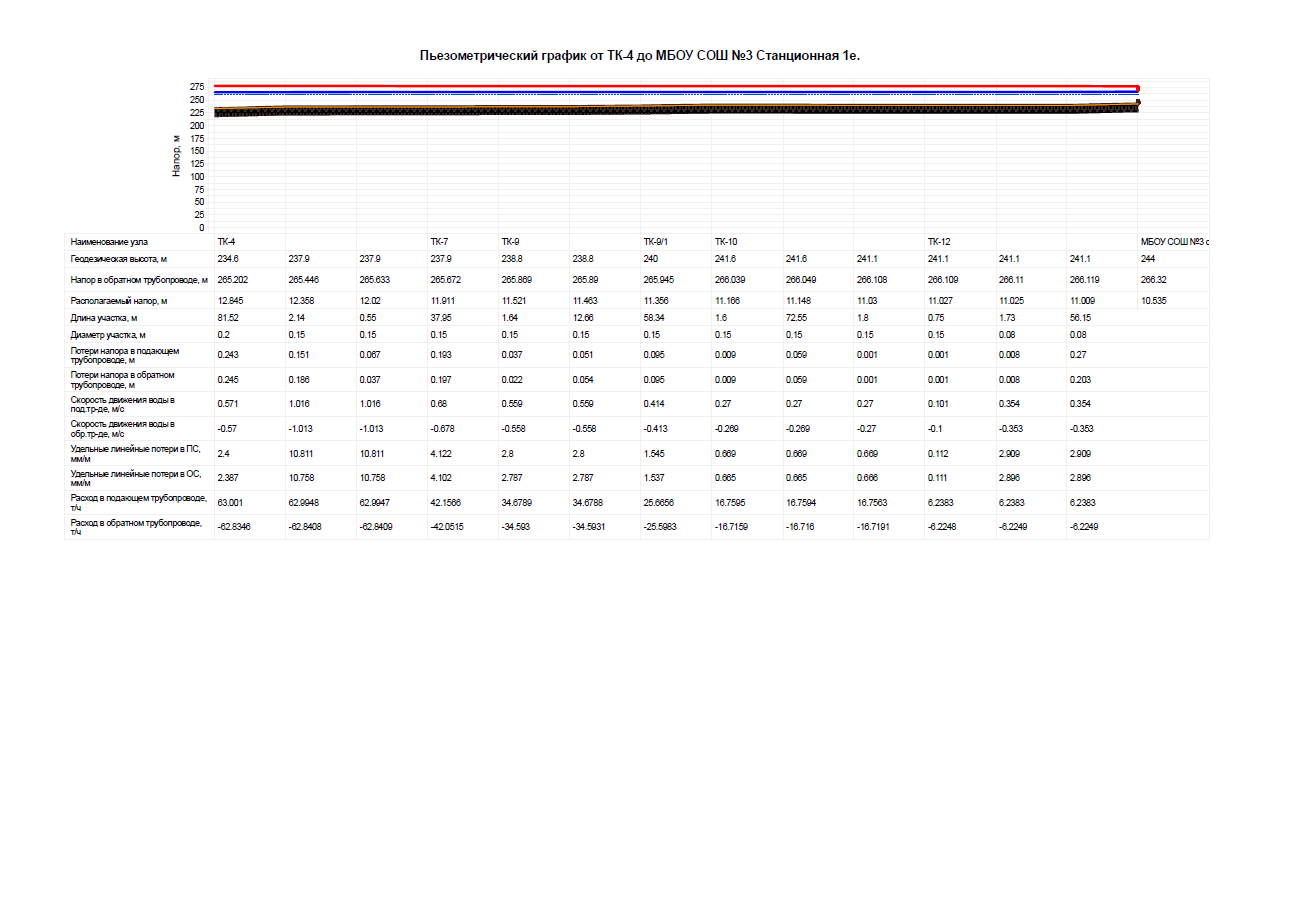 Пьезометрический график от ТК-4 до МБОУ СОШ №3 Станционная 1е.
275
250
225
200
175
150
125
100
75
50
25
0
Напор, м
Наименование узла ТК-4 ТК-7 ТК-9 ТК-9/1 ТК-10 ТК-12 МБОУ СОШ №3 с
Геодезическая высота, м 234.6 237.9 237.9 237.9 238.8 238.8 240 241.6 241.6 241.1 241.1 241.1 241.1 244
Напор в обратном трубопроводе, м 265.202 265.446 265.633 265.672 265.869 265.89 265.945 266.039 266.049 266.108 266.109 266.11 266.119 266.32
Располагаемый напор, м 12.845 12.358 12.02 11.911 11.521 11.463 11.356 11.166 11.148 11.03 11.027 11.025 11.009 10.535
Длина участка, м 81.52 2.14 0.55 37.95 1.64 12.66 58.34 1.6 72.55 1.8 0.75 1.73 56.15
Диаметр участка, м 0.2 0.15 0.15 0.15 0.15 0.15 0.15 0.15 0.15 0.15 0.15 0.08 0.08
Потери напора в подающем
трубопроводе, м 0.243 0.151 0.067 0.193 0.037 0.051 0.095 0.009 0.059 0.001 0.001 0.008 0.27
Потери напора в обратном
трубопроводе, м 0.245 0.186 0.037 0.197 0.022 0.054 0.095 0.009 0.059 0.001 0.001 0.008 0.203
Скорость движения воды в
под.тр-де, м/с 0.571 1.016 1.016 0.68 0.559 0.559 0.414 0.27 0.27 0.27 0.101 0.354 0.354
Скорость движения воды в
обр.тр-де, м/с -0.57 -1.013 -1.013 -0.678 -0.558 -0.558 -0.413 -0.269 -0.269 -0.27 -0.1 -0.353 -0.353
Удельные линейные потери в ПС,
мм/м 2.4 10.811 10.811 4.122 2.8 2.8 1.545 0.669 0.669 0.669 0.112 2.909 2.909
Удельные линейные потери в ОС,
мм/м 2.387 10.758 10.758 4.102 2.787 2.787 1.537 0.665 0.665 0.666 0.111 2.896 2.896
Расход в подающем трубопроводе,
т/ч 63.001 62.9948 62.9947 42.1566 34.6789 34.6788 25.6656 16.7595 16.7594 16.7563 6.2383 6.2383 6.2383
Расход в обратном трубопроводе,
т/ч -62.8346 -62.8408 -62.8409 -42.0515 -34.593 -34.5931 -25.5983 -16.7159 -16.716 -16.7191 -6.2248 -6.2249 -6.2249